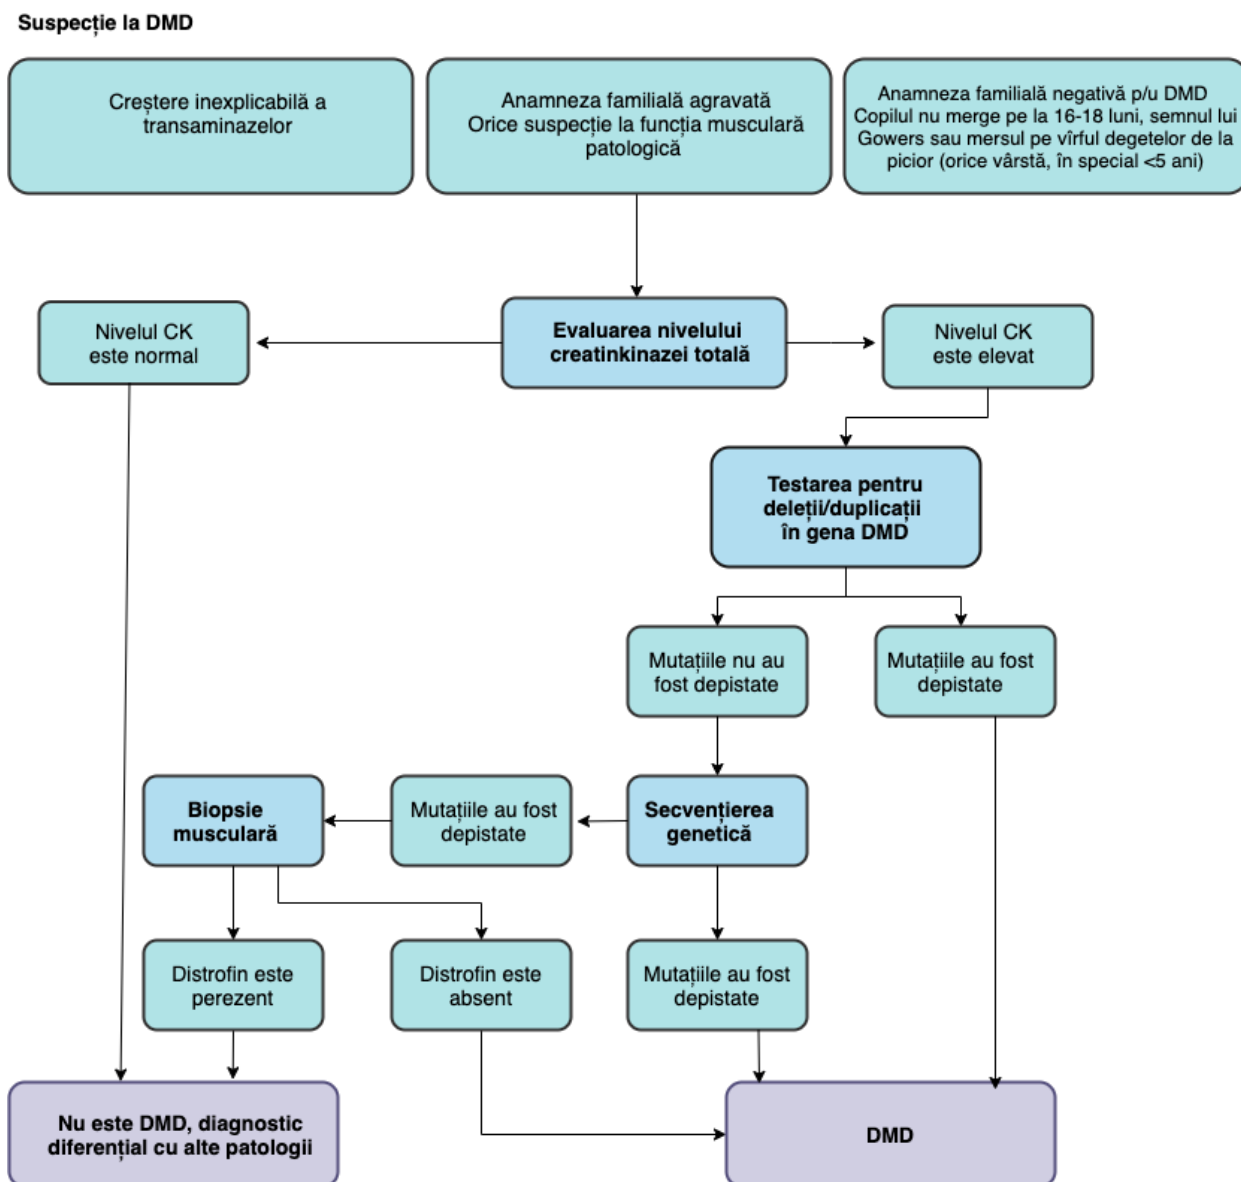 Suspecție la DMD
Creștere inexplicabilă a
transaminazelor
Anamneza familială agravată
Orice suspecție la funcția musculară
patologică
Anamneza familială negativă p/u DMD
Copilul nu merge pe la 16-18 luni, semnul lui
Gowers sau mersul pe vîrful degetelor de la
picior (orice vârstă, în special <5 ani)
Nivelul CK
este normal
Evaluarea nivelului
creatinkinazei totală
Nivelul CK
este elevat
Testarea pentru
deleții/duplicații
în gena DMD
Mutațiile nu au
fost depistate
Mutațiile au fost
depistate
Biopsie
musculară
Mutațiile au fost
depistate
Secvențierea
genetică
Distrofin este
perezent
Distrofin este
absent
Mutațiile au fost
depistate
Nu este DMD, diagnostic
diferențial cu alte patologii
DMD